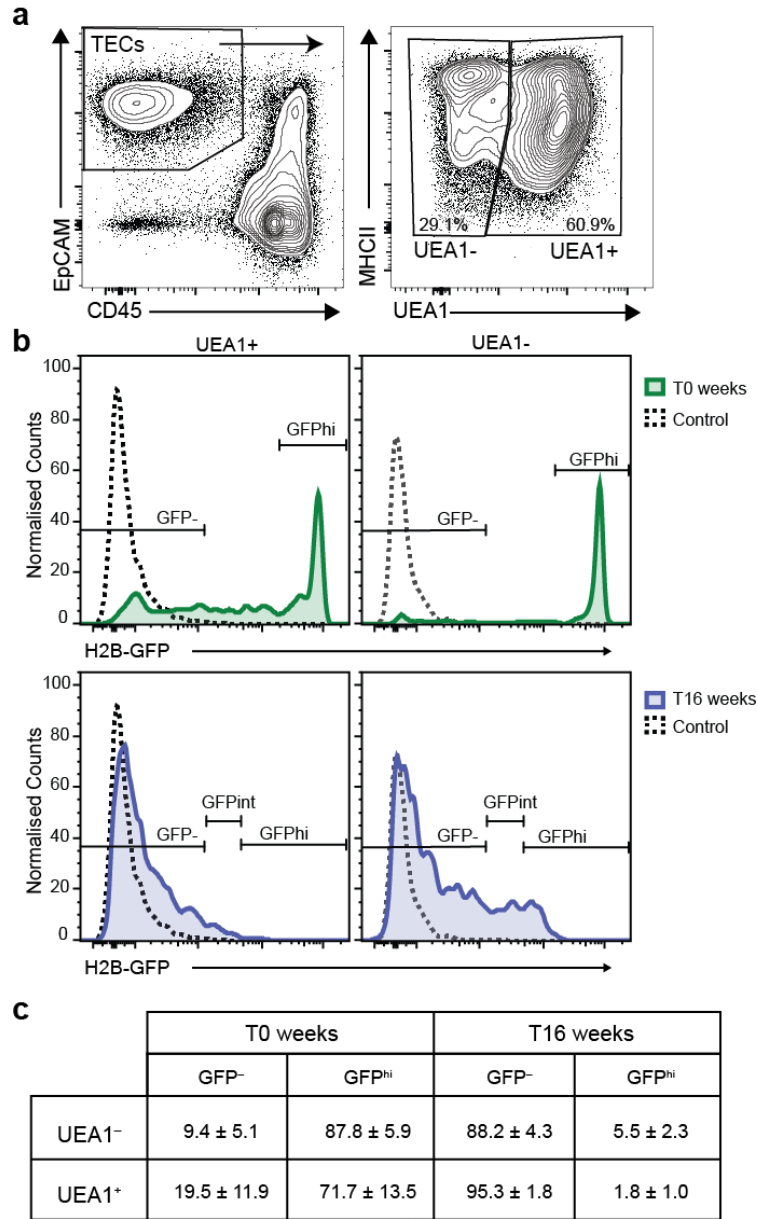 a
TECs
EpCAM
CD45
MHCII
29.1%
60.9%
UEA1-
UEA1+
UEA1
b
UEA1+
UEA1-
Normalised Counts
100
80
60
40
20
0
GFPhi
GFP-
GFPhi
GFP-
T0 weeks
Control
H2B-GFP
Normalised Counts
100
80
60
40
20
0
GFPint
GFP-
GFPhi
GFPint
GFP-
GFPhi
T16 weeks
Control
H2B-GFP
c
T0 weeks T16 weeks
GFP⁻ GFPʰⁱ GFP⁻ GFPʰⁱ
UEA1⁻ 9.4 ± 5.1 87.8 ± 5.9 88.2 ± 4.3 5.5 ± 2.3
UEA1⁺ 19.5 ± 11.9 71.7 ± 13.5 95.3 ± 1.8 1.8 ± 1.0